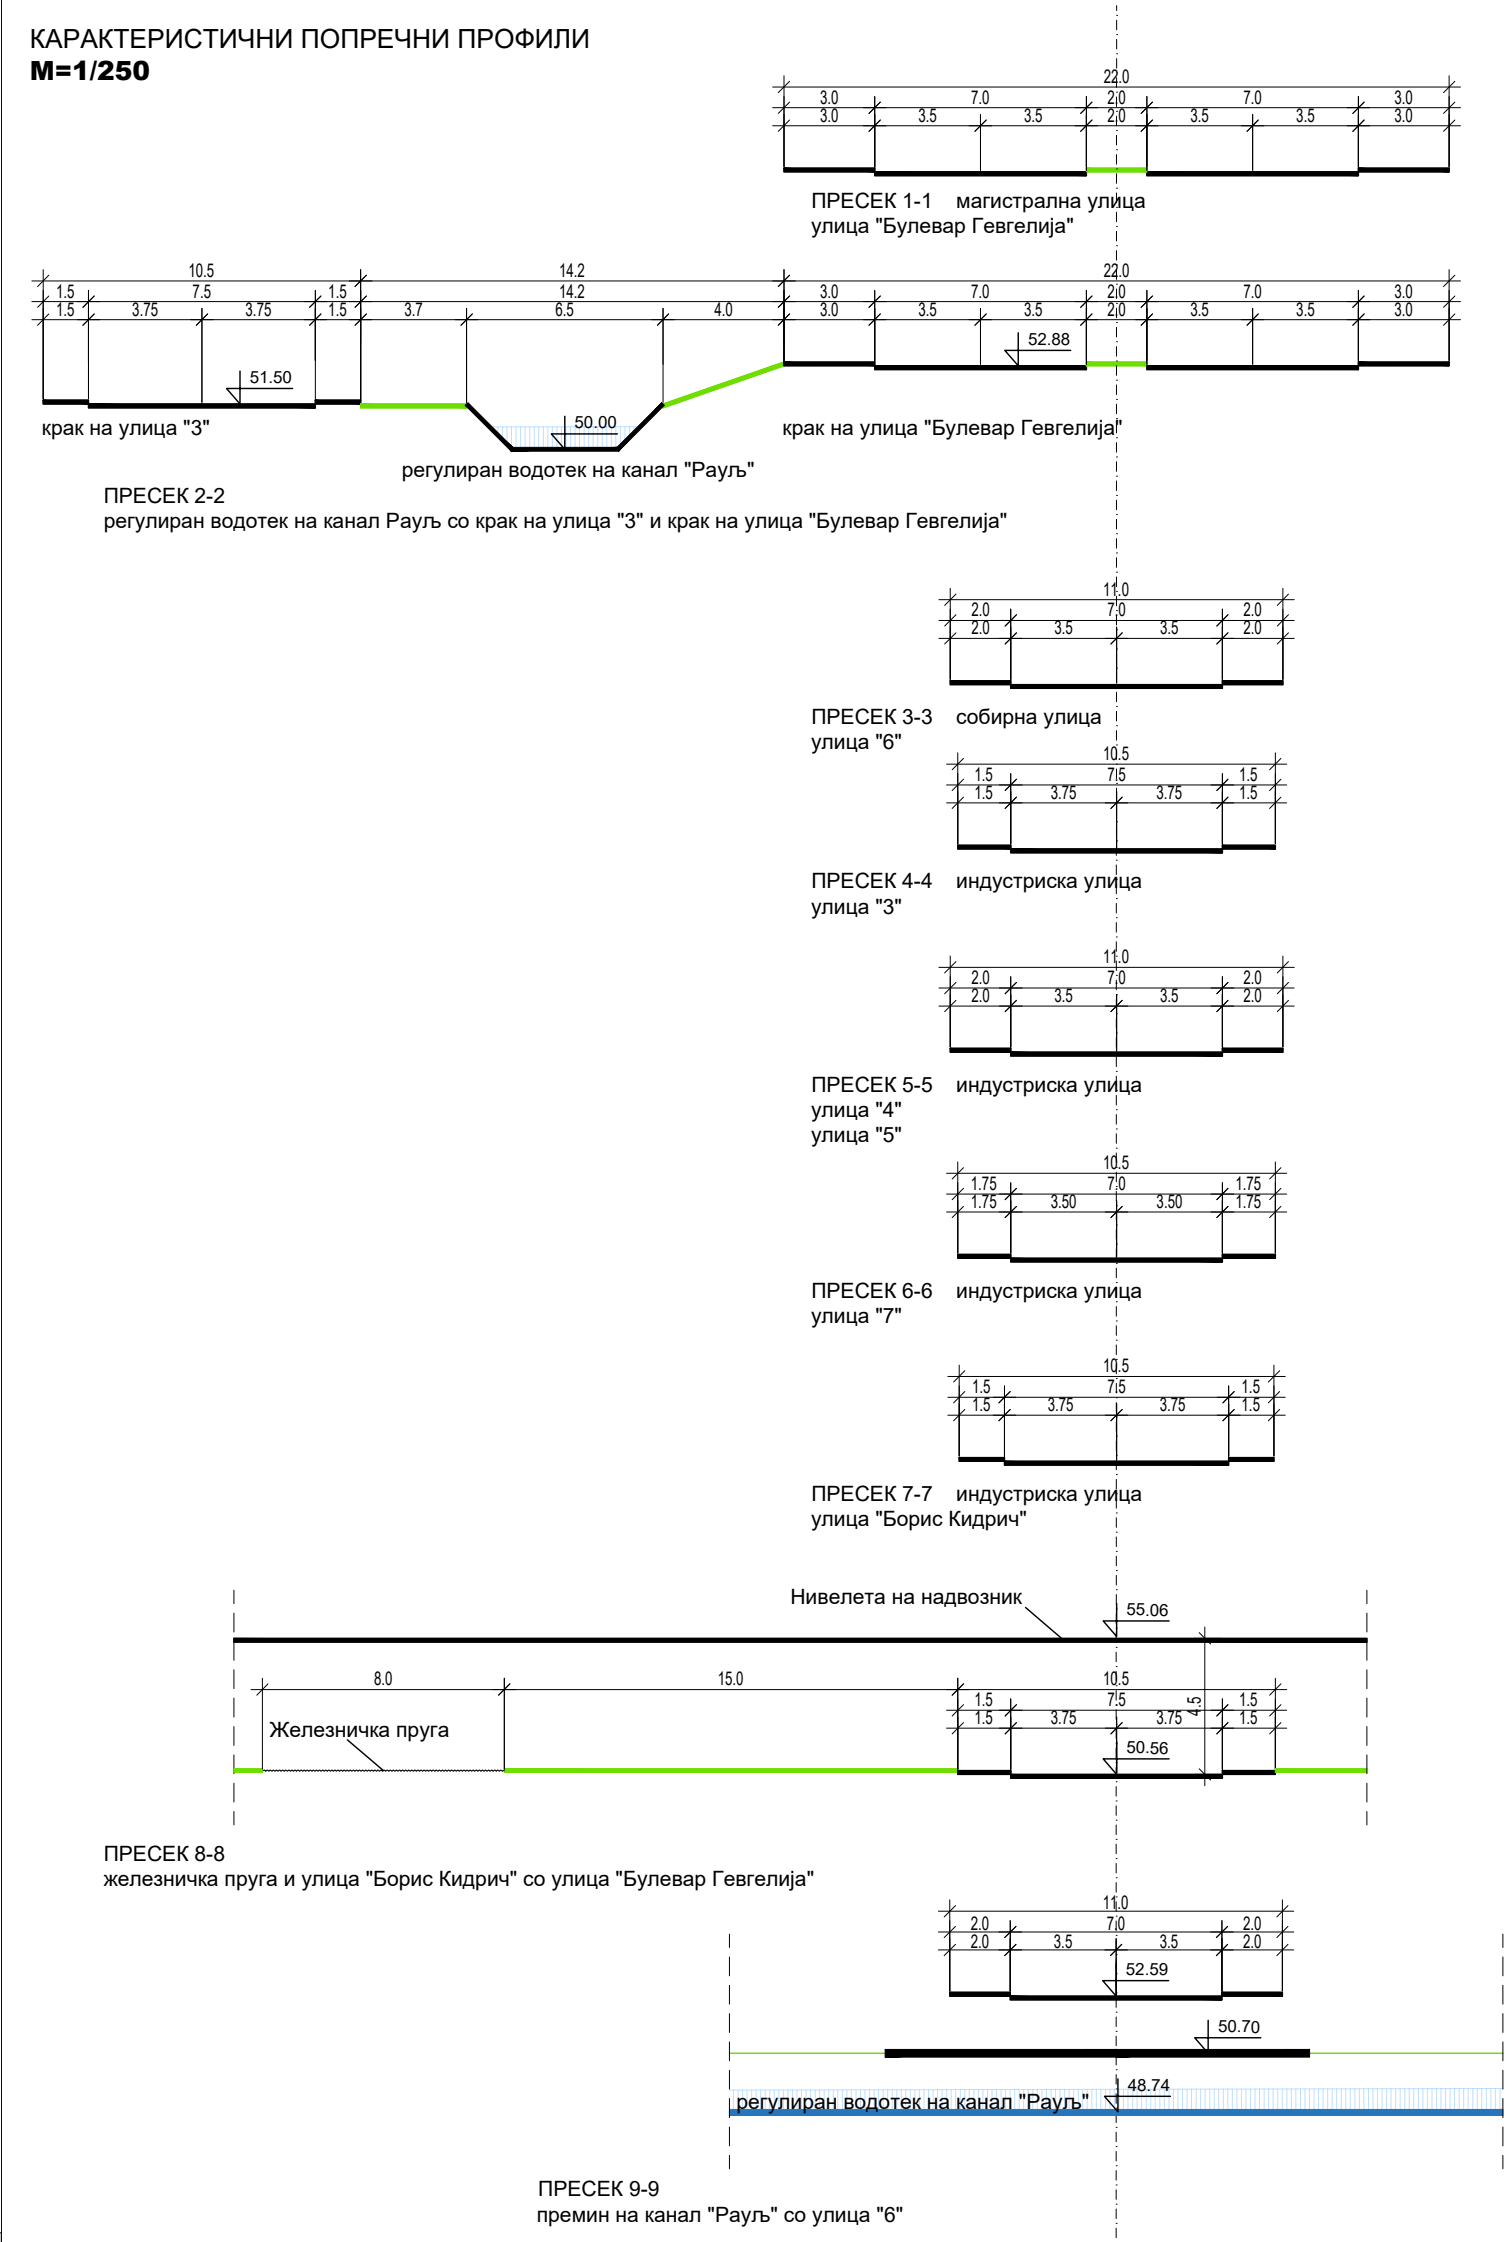 КАРАКТЕРИСТИЧНИ ПОПРЕЧНИ ПРОФИЛИ
М=1/250
22.0
3.0 7.0 2.0 7.0 3.0
3.0 3.5 3.5 2.0 3.5 3.5 3.0
ПРЕСЕК 1-1 магистрална улица
улица "Булевар Гевгелија"
10.5 14.2 22.0
1.5 7.5 1.5 14.2 3.0 7.0 2.0 7.0 3.0
1.5 3.75 3.75 1.5 3.7 6.5 4.0 3.0 3.5 3.5 2.0 3.5 3.5 3.0
52.88
51.50
50.00
крак на улица "3"
крак на улица "Булевар Гевгелија"
регулиран водотек на канал "Рауљ"
ПРЕСЕК 2-2
регулиран водотек на канал Рауљ со крак на улица "3" и крак на улица "Булевар Гевгелија"
11.0
2.0 7.0 2.0
2.0 3.5 3.5 2.0
ПРЕСЕК 3-3 собирна улица
улица "6"
10.5
1.5 7.5 1.5
1.5 3.75 3.75 1.5
ПРЕСЕК 4-4 индустриска улица
улица "3"
11.0
2.0 7.0 2.0
2.0 3.5 3.5 2.0
ПРЕСЕК 5-5 индустриска улица
улица "4"
улица "5"
10.5
1.75 7.0 1.75
1.75 3.50 3.50 1.75
ПРЕСЕК 6-6 индустриска улица
улица "7"
10.5
1.5 7.5 1.5
1.5 3.75 3.75 1.5
ПРЕСЕК 7-7 индустриска улица
улица "Борис Кидрич"
Нивелета на надвозник
55.06
8.0 15.0 10.5
1.5 7.5 1.5
1.5 3.75 3.75 1.5
4.5
Железничка пруга
50.56
ПРЕСЕК 8-8
железничка пруга и улица "Борис Кидрич" со улица "Булевар Гевгелија"
11.0
2.0 7.0 2.0
2.0 3.5 3.5 2.0
52.59
50.70
48.74
регулиран водотек на канал "Рауљ"
ПРЕСЕК 9-9
премин на канал "Рауљ" со улица "6"